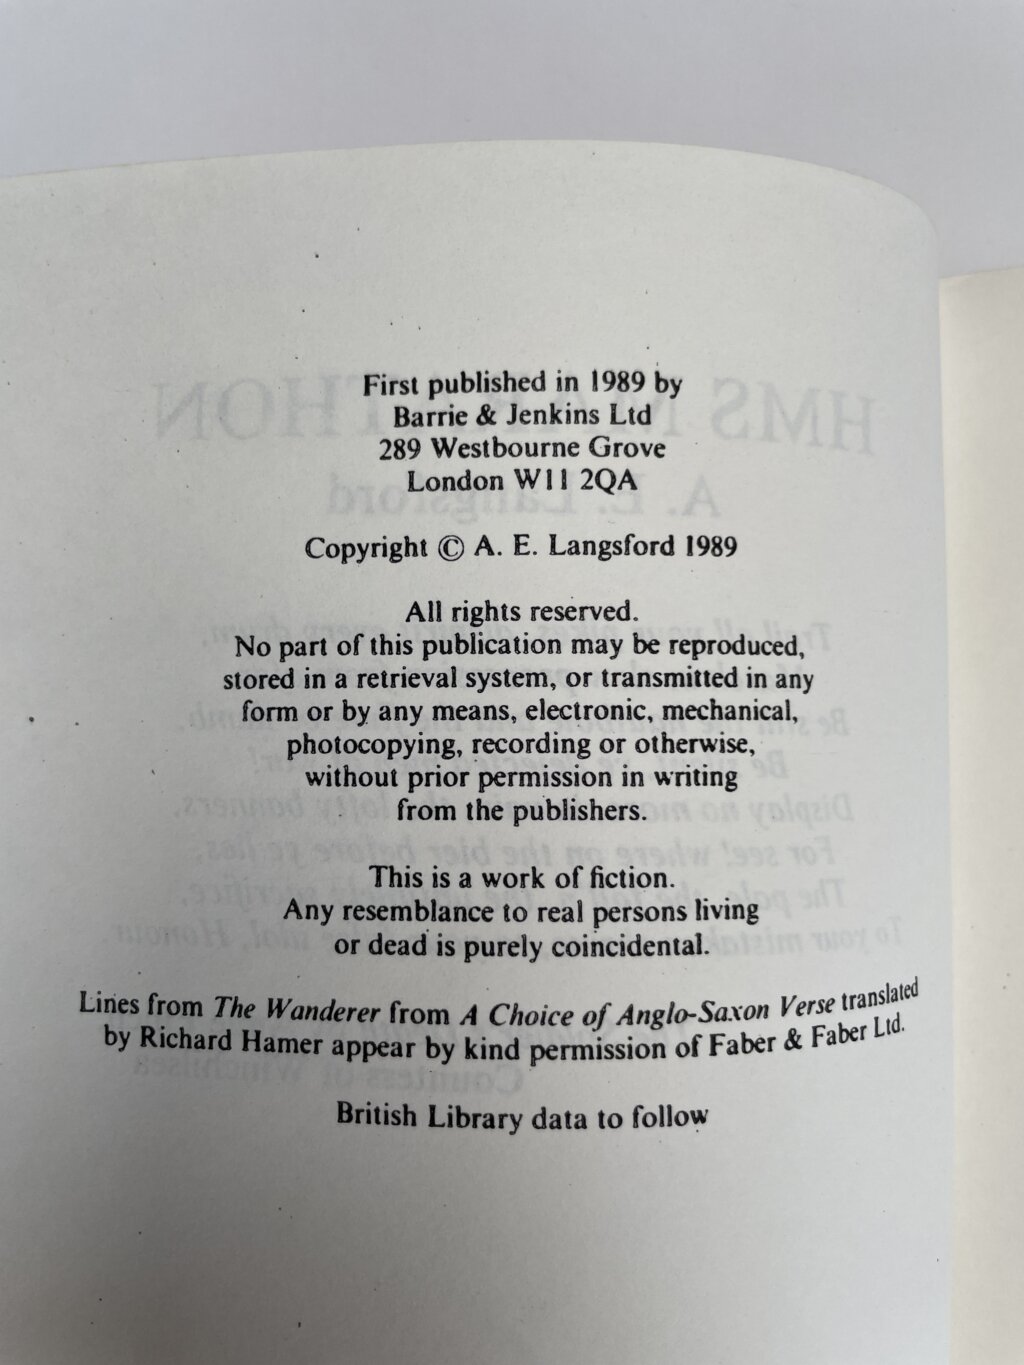 First published in 1989 by
Barrie & Jenkins Ltd
289 Westbourne Grove
London W11 2QA
Copyright © A. E. Langsford 1989
All rights reserved.
No part of this publication may be reproduced,
stored in a retrieval system, or transmitted in any
form or by any means, electronic, mechanical,
photocopying, recording or otherwise,
without prior permission in writing
from the publishers.
This is a work of fiction.
Any resemblance to real persons living
or dead is purely coincidental.
Lines from The Wanderer from A Choice of Anglo-Saxon Verse translated
by Richard Hamer appear by kind permission of Faber & Faber Ltd.
British Library data to follow